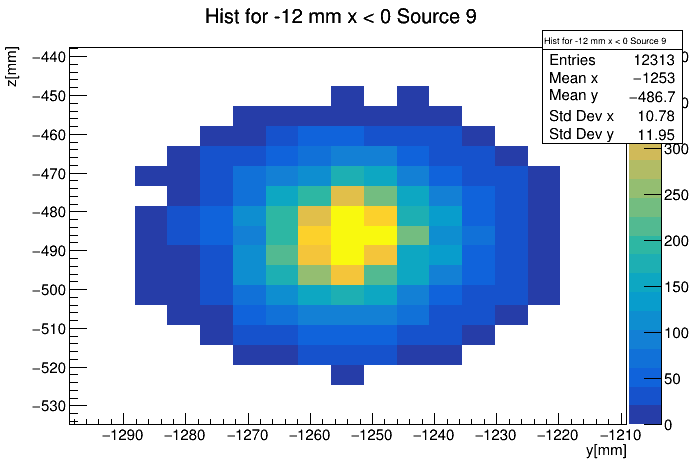 Hist for -12 mm x < 0 Source 9
z[mm]
−440
−450
−460
−470
−480
−490
−500
−510
−520
−530
−1290
−1280
−1270
−1260
−1250
−1240
−1230
−1220
−1210
y[mm]
Hist for -12 mm x < 0 Source 9
Entries 12313
Mean x −1253
Mean y −486.7
Std Dev x 10.78
Std Dev y 11.95
300
250
200
150
100
50
0